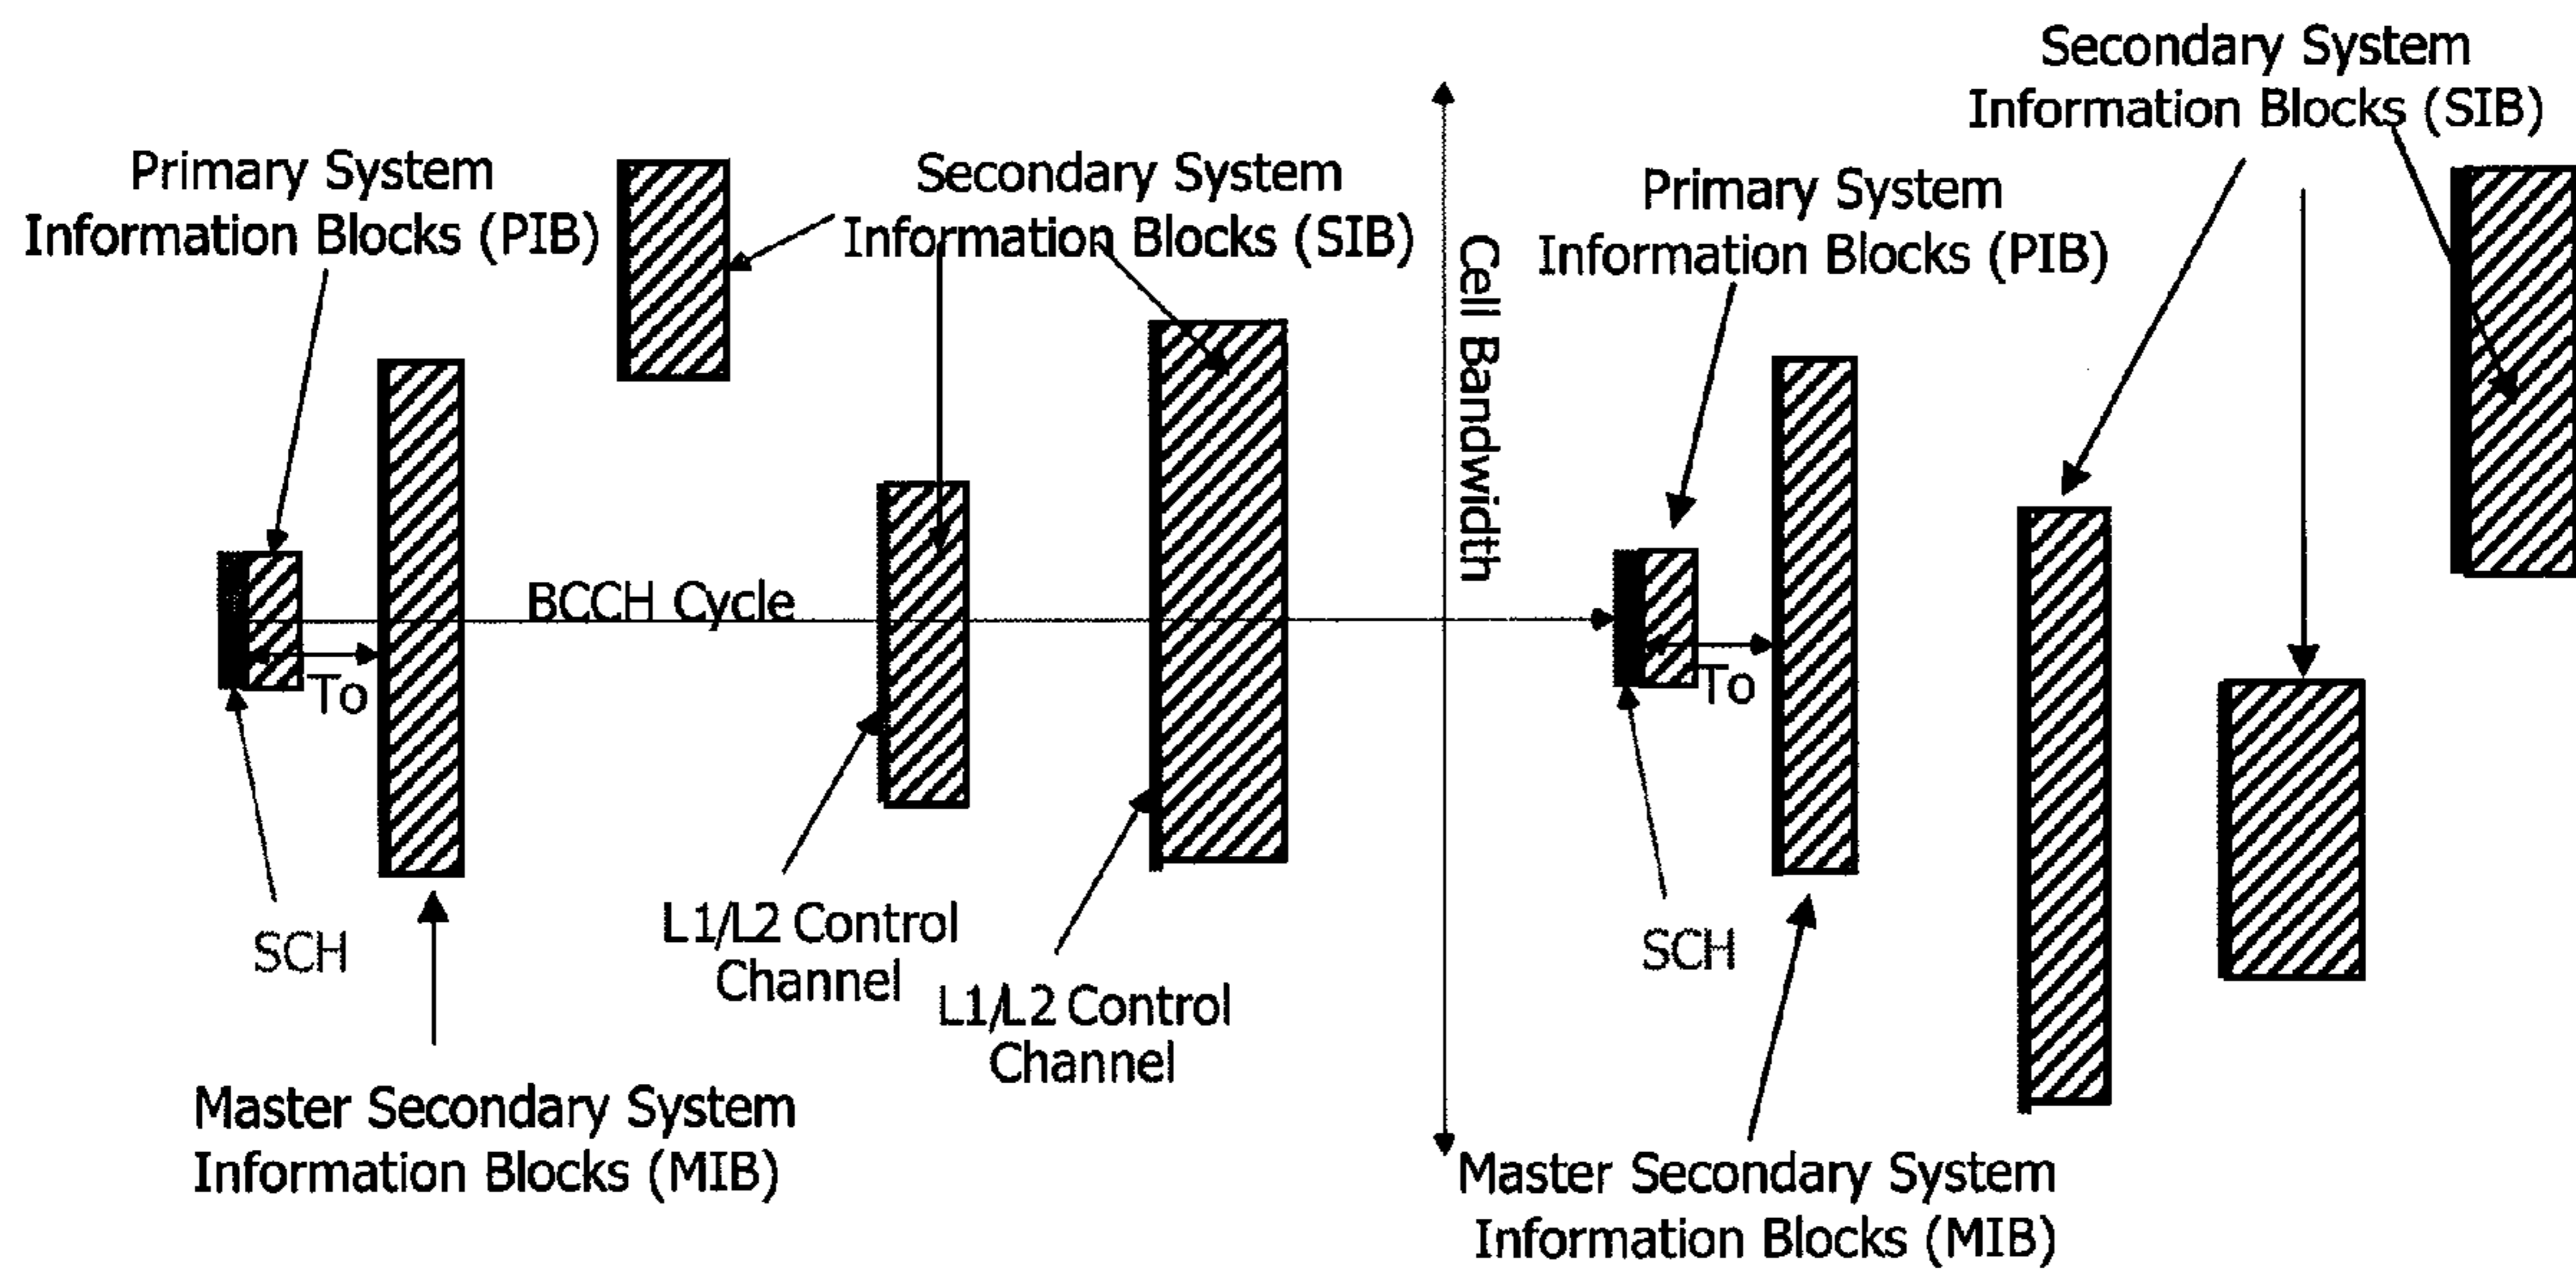 Secondary System
Information Blocks (SIB)
Primary System
Information Blocks (PIB)
Secondary System
Information Blocks (SIB)
Primary System
Information Blocks (PIB)
Cell Bandwidth
BCCH Cycle
To
To
SCH
L1/L2 Control
Channel
L1/L2 Control
Channel
SCH
Master Secondary System
Information Blocks (MIB)
Master Secondary System
Information Blocks (MIB)